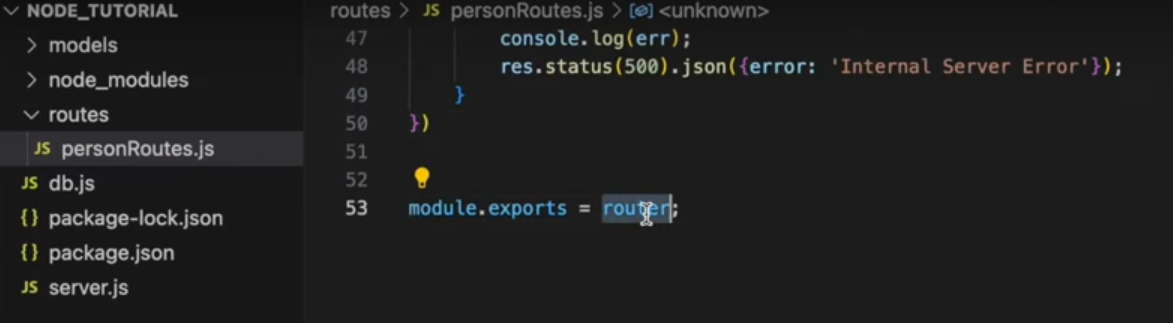 NODE_TUTORIAL
models
node_modules
routes
JS personRoutes.js
JS db.js
{} package-lock.json
{} package.json
JS server.js
routes > JS personRoutes.js > <unknown>
47 console.log(err);
48 res.status(500).json({error: 'Internal Server Error'});
49 }
50 })
51
52
53 module.exports = router;